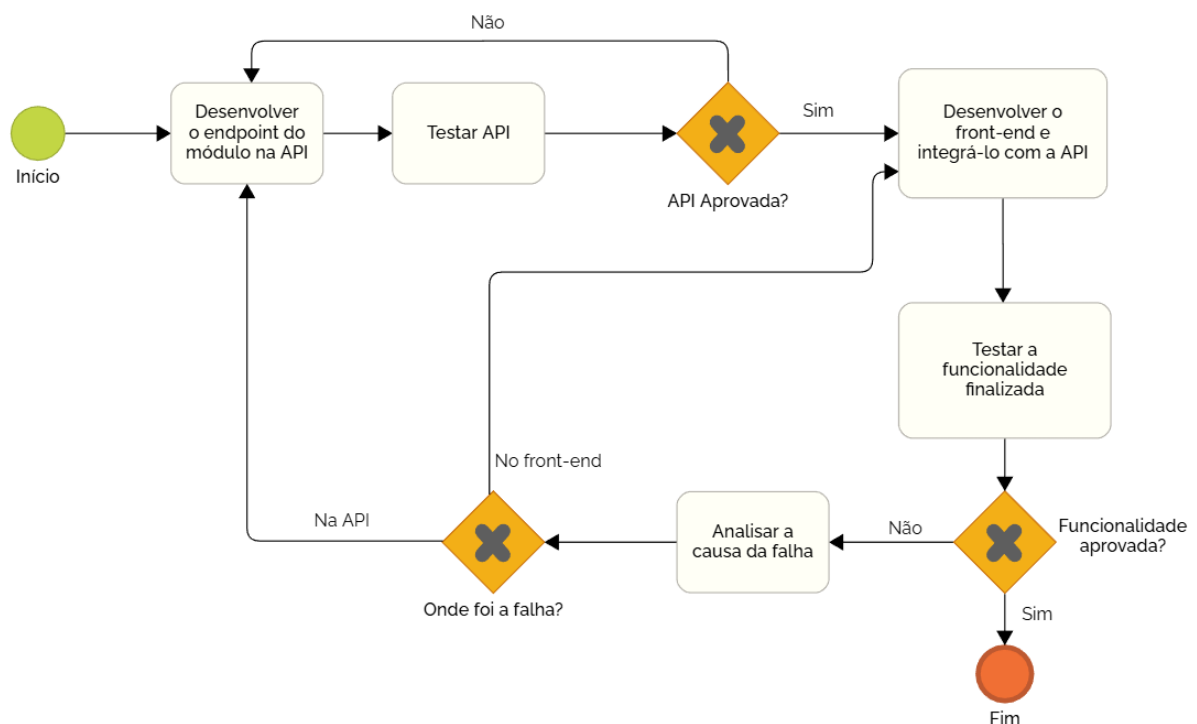 Não
Início
Desenvolver
o endpoint do
módulo na API
Testar API
API Aprovada?
Sim
Desenvolver o
front-end e
integrá-lo com a API
Testar a
funcionalidade
finalizada
Funcionalidade
aprovada?
Não
Sim
Fim
Analisar a
causa da falha
Onde foi a falha?
No front-end
Na API